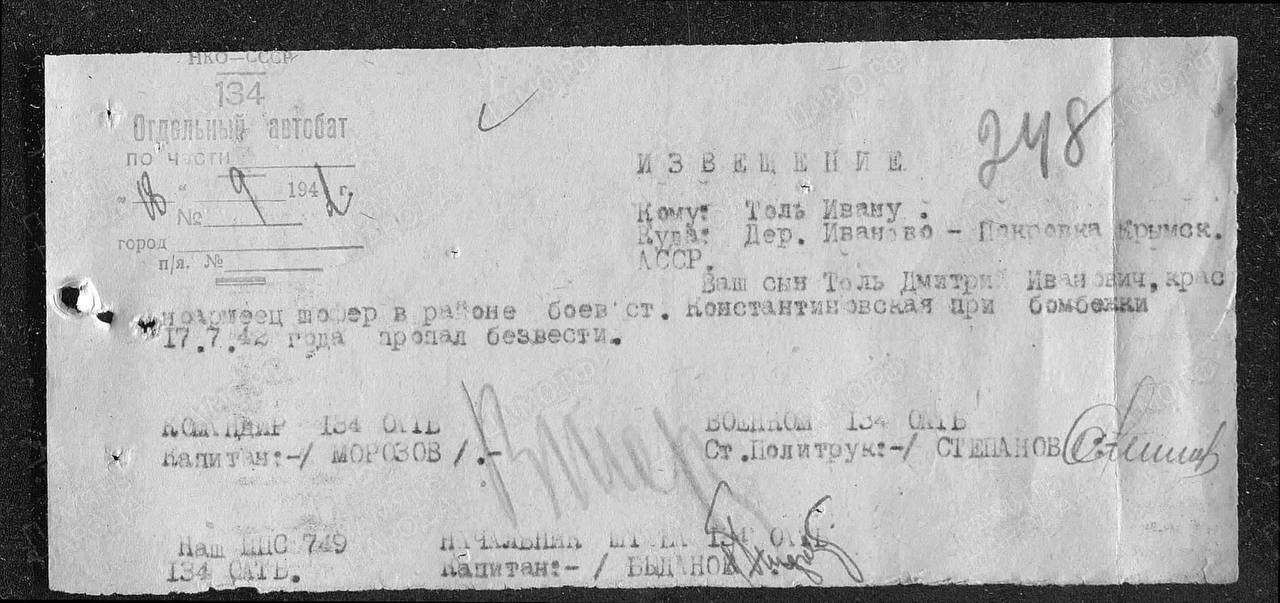 НКО—СССР
134
Отдельный автобат
по части
"18" 9 1942 г.
№
город
п/я. №
248
ИЗВЕЩЕНИЕ
Кому: Толь Ивану.
Куда: Дер. Иваново - Покровка Крымск.
АССР.
Ваш сын Толь Дмитрий Иванович, крас
ноармеец шофер в районе боев ст. Константиновская при бомбежки
17.7.42 года пропал безвести.
КОМАНДИР 134 ОАТБ
Капитан:-/ МОРОЗОВ /.-
ВОЕНКОМ 134 ОАТБ
Ст.Политрук:-/ СТЕПАНОВ
Наш ППС 749
134 ОАТБ.
НАЧАЛЬНИК ШТАБА 134 ОАТБ
Капитан:- /